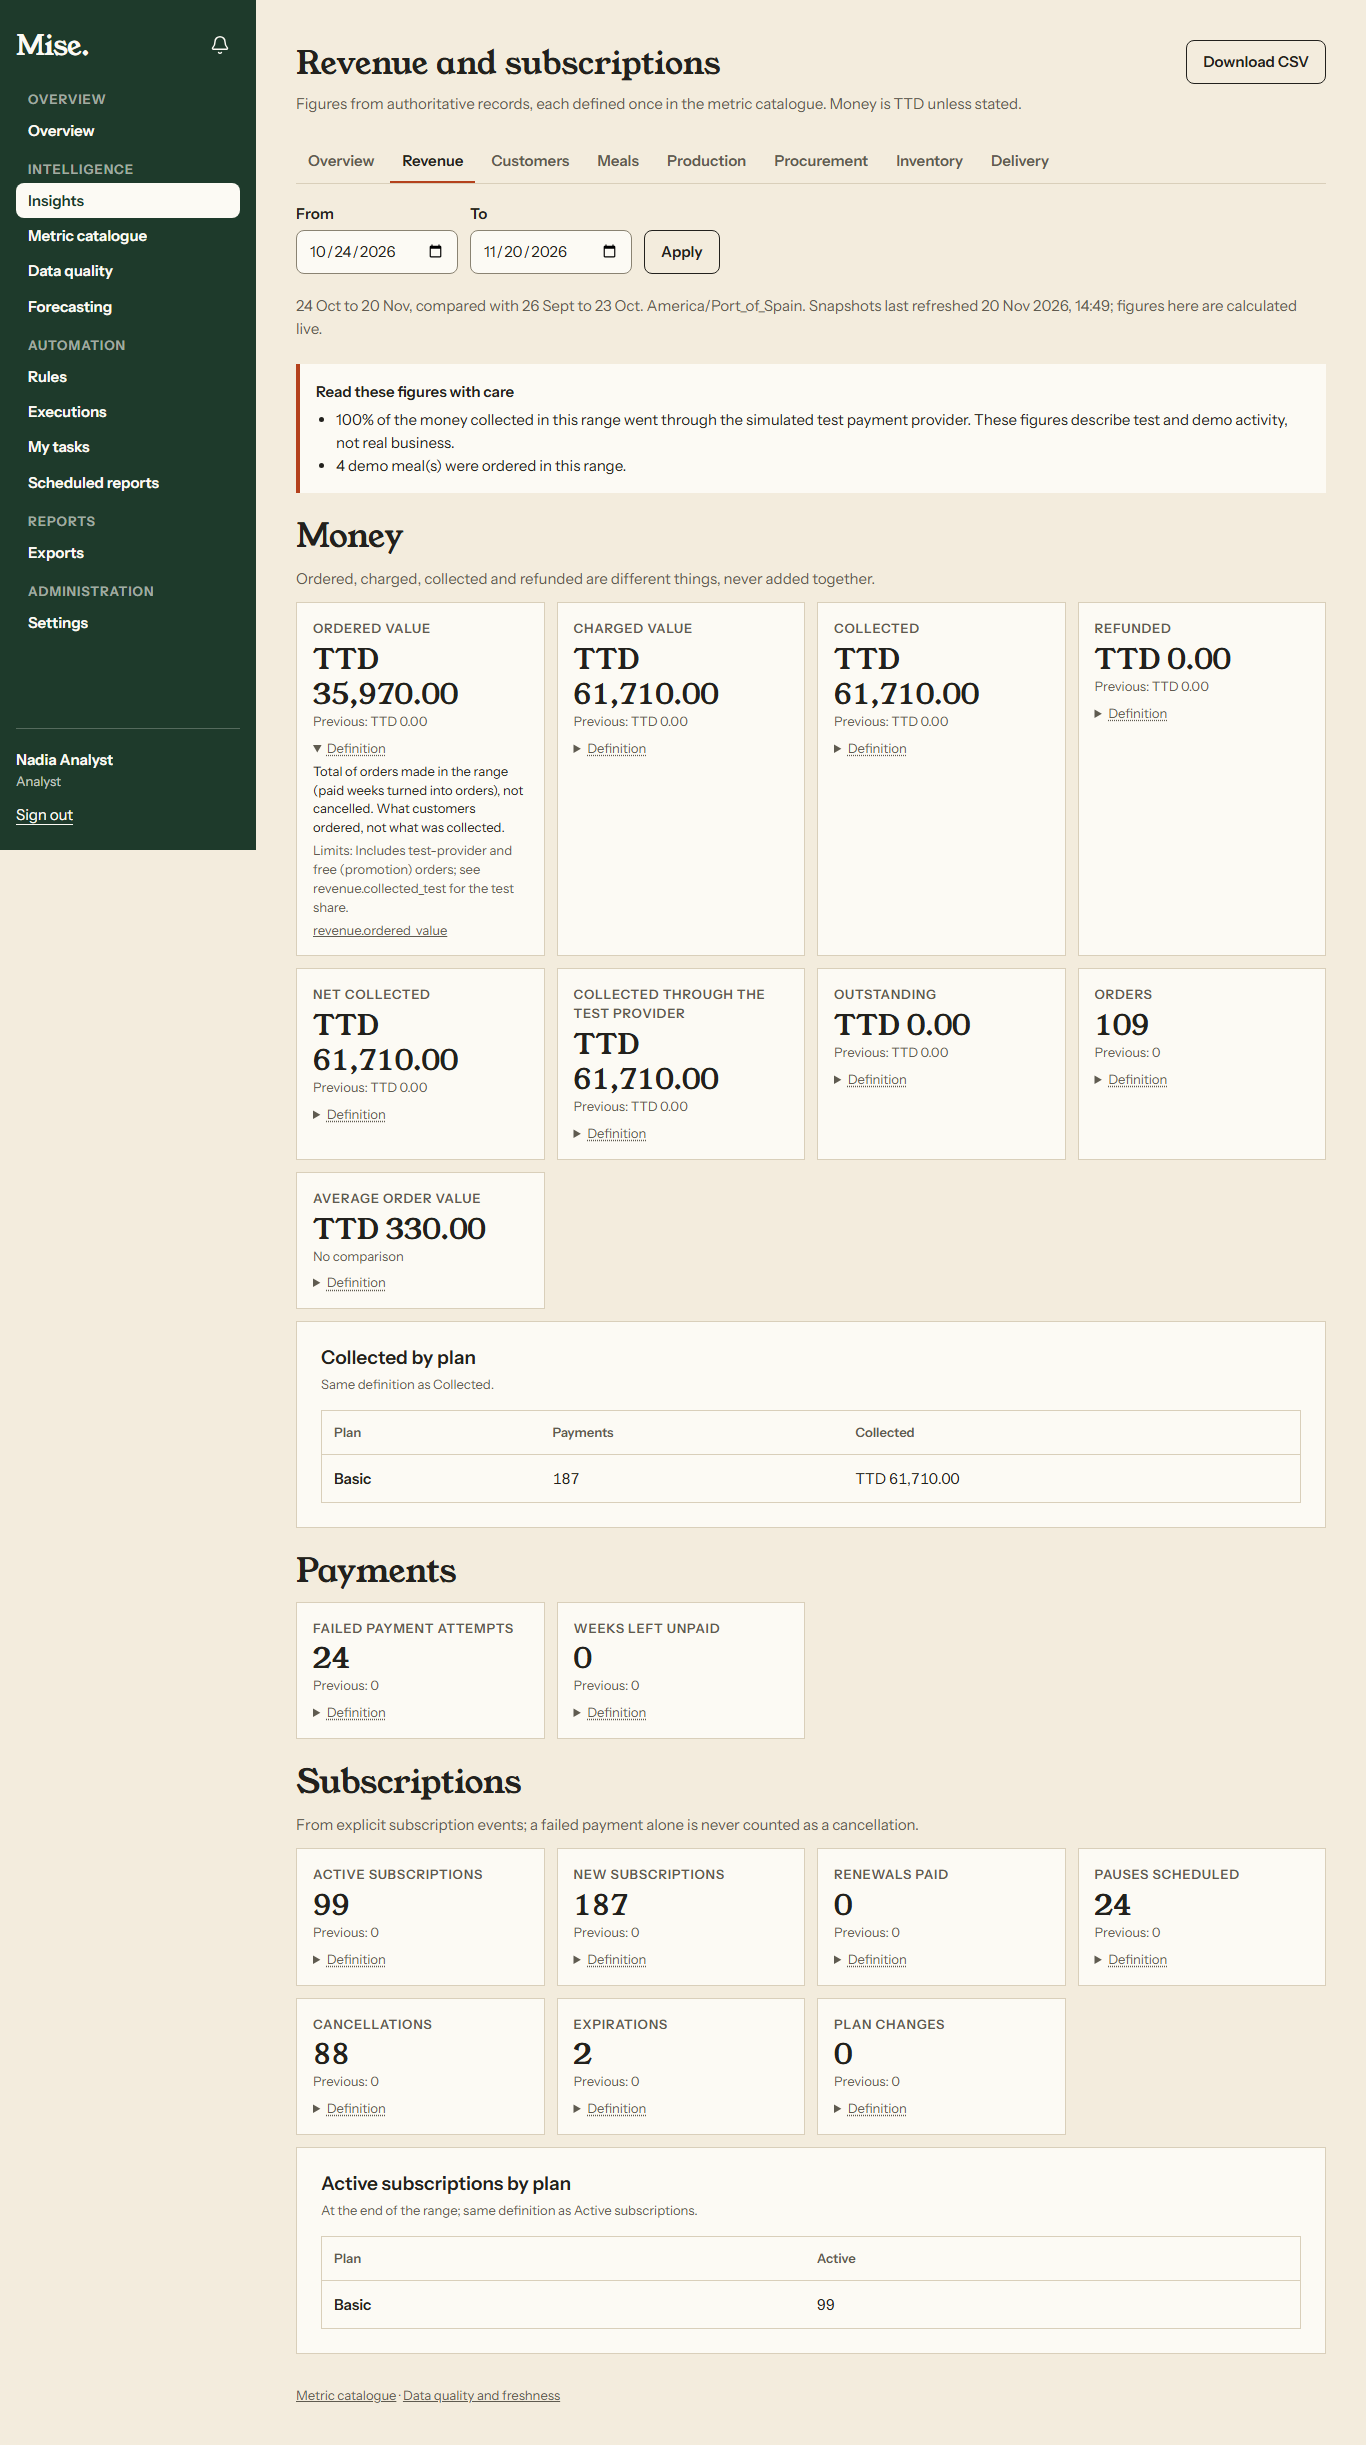 Mise.
OVERVIEW
Overview
INTELLIGENCE
Insights
Metric catalogue
Data quality
Forecasting
AUTOMATION
Rules
Executions
My tasks
Scheduled reports
REPORTS
Exports
ADMINISTRATION
Settings
Nadia Analyst
Analyst
Sign out
Revenue and subscriptions
Download CSV
Figures from authoritative records, each defined once in the metric catalogue. Money is TTD unless stated.
Overview Revenue Customers Meals Production Procurement Inventory Delivery
From To
10/24/2026 11/20/2026 Apply
24 Oct to 20 Nov, compared with 26 Sept to 23 Oct. America/Port_of_Spain. Snapshots last refreshed 20 Nov 2026, 14:49; figures here are calculated
live.
Read these figures with care
• 100% of the money collected in this range went through the simulated test payment provider. These figures describe test and demo activity,
not real business.
• 4 demo meal(s) were ordered in this range.
Money
Ordered, charged, collected and refunded are different things, never added together.
ORDERED VALUE
TTD
35,970.00
Previous: TTD 0.00
▼ Definition
Total of orders made in the range
(paid weeks turned into orders), not
cancelled. What customers
ordered, not what was collected.
Limits: Includes test-provider and
free (promotion) orders; see
revenue.collected_test for the test
share.
revenue.ordered_value
CHARGED VALUE
TTD
61,710.00
Previous: TTD 0.00
▶ Definition
COLLECTED
TTD
61,710.00
Previous: TTD 0.00
▶ Definition
REFUNDED
TTD 0.00
Previous: TTD 0.00
▶ Definition
NET COLLECTED
TTD
61,710.00
Previous: TTD 0.00
▶ Definition
COLLECTED THROUGH THE
TEST PROVIDER
TTD
61,710.00
Previous: TTD 0.00
▶ Definition
OUTSTANDING
TTD 0.00
Previous: TTD 0.00
▶ Definition
ORDERS
109
Previous: 0
▶ Definition
AVERAGE ORDER VALUE
TTD 330.00
No comparison
▶ Definition
Collected by plan
Same definition as Collected.
Plan Payments Collected
Basic 187 TTD 61,710.00
Payments
FAILED PAYMENT ATTEMPTS
24
Previous: 0
▶ Definition
WEEKS LEFT UNPAID
0
Previous: 0
▶ Definition
Subscriptions
From explicit subscription events; a failed payment alone is never counted as a cancellation.
ACTIVE SUBSCRIPTIONS
99
Previous: 0
▶ Definition
NEW SUBSCRIPTIONS
187
Previous: 0
▶ Definition
RENEWALS PAID
0
Previous: 0
▶ Definition
PAUSES SCHEDULED
24
Previous: 0
▶ Definition
CANCELLATIONS
88
Previous: 0
▶ Definition
EXPIRATIONS
2
Previous: 0
▶ Definition
PLAN CHANGES
0
Previous: 0
▶ Definition
Active subscriptions by plan
At the end of the range; same definition as Active subscriptions.
Plan Active
Basic 99
Metric catalogue · Data quality and freshness